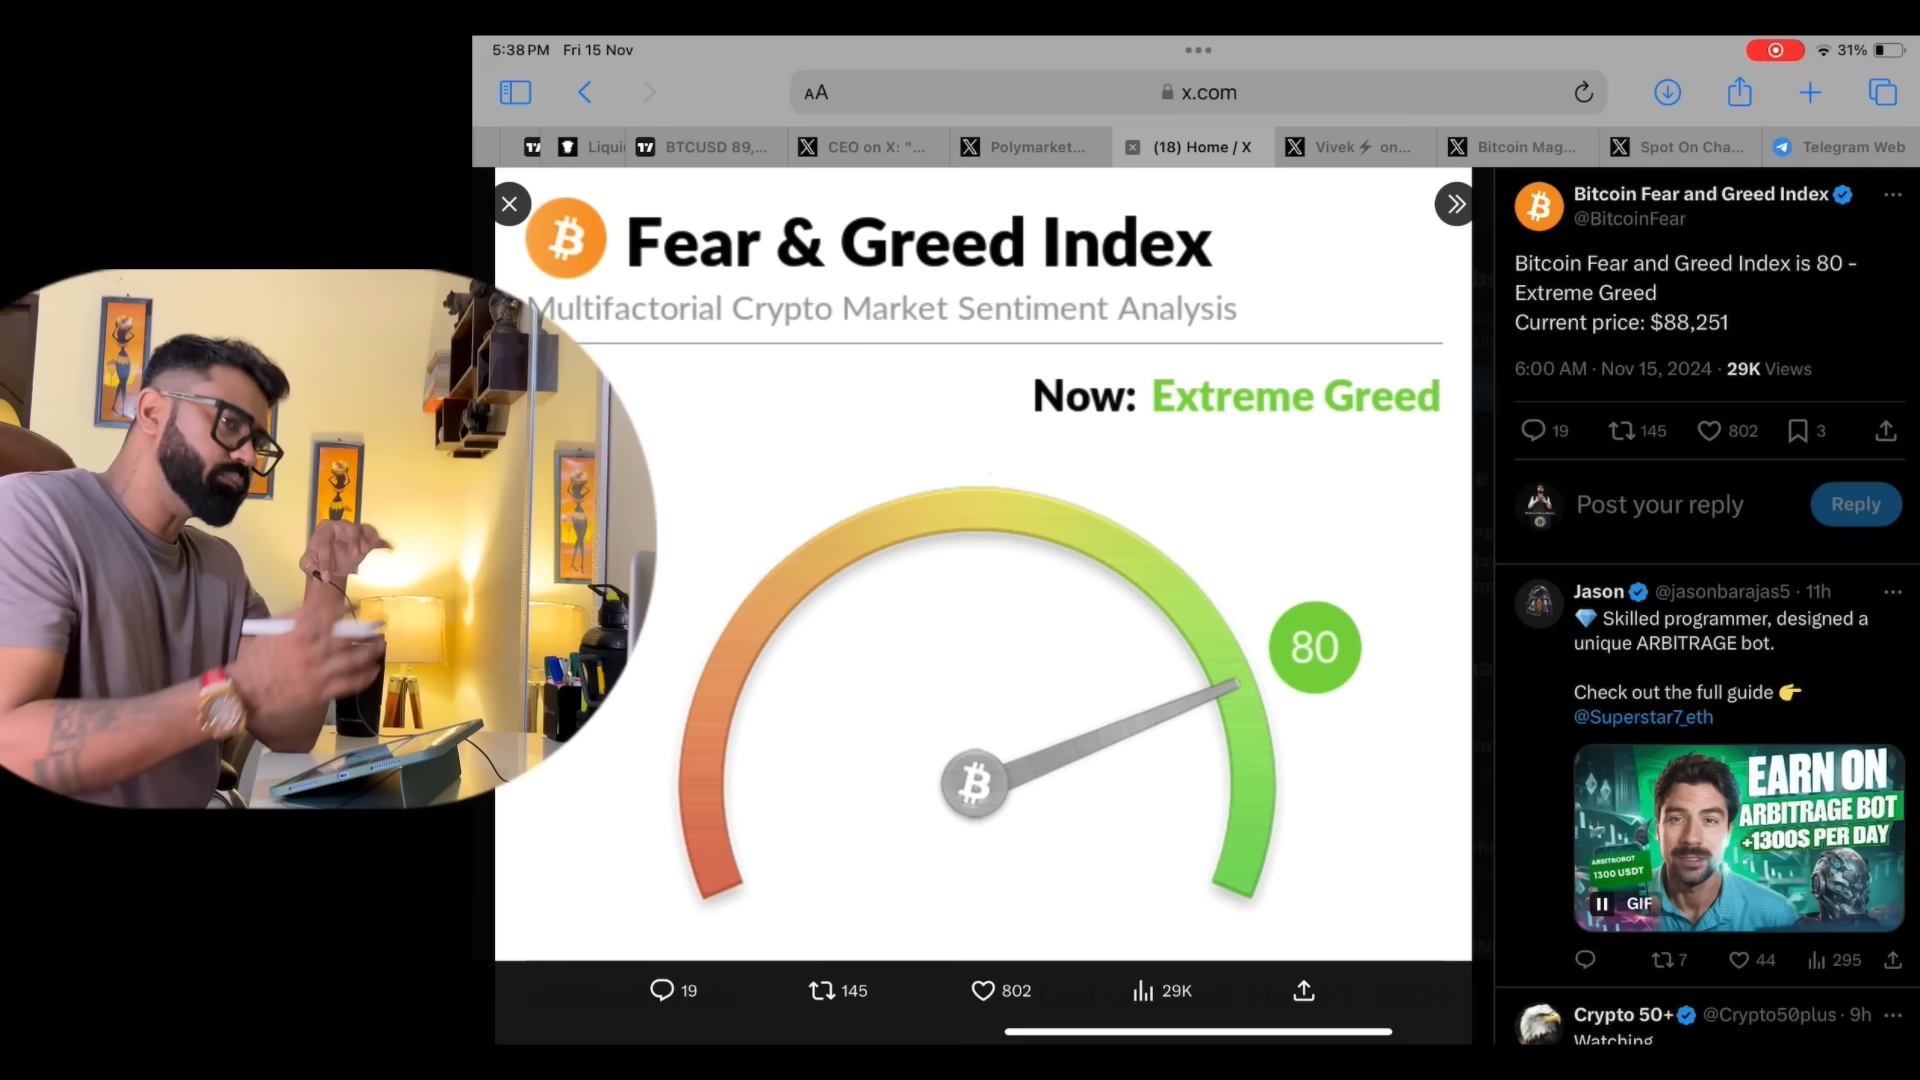 5:38 PM Fri 15 Nov
31%
AA
x.com
Liqui
BTCUSD 89,...
CEO on X: "...
Polymarket...
(18) Home / X
Vivek⚡ on...
Bitcoin Mag...
Spot On Cha...
Telegram Web
Fear & Greed Index
Multifactorial Crypto Market Sentiment Analysis
Now: Extreme Greed
80
19
145
802
29K
Bitcoin Fear and Greed Index
@BitcoinFear
Bitcoin Fear and Greed Index is 80 -
Extreme Greed
Current price: $88,251
6:00 AM · Nov 15, 2024 · 29K Views
19
145
802
3
Post your reply
Reply
Jason @jasonbarajas5 · 11h
💎 Skilled programmer, designed a
unique ARBITRAGE bot.
Check out the full guide 👉
@Superstar7_eth
EARN ON
ARBITRAGE BOT
+1300$ PER DAY
ARBITROBOT
1300 USDT
GIF
7
44
295
Crypto 50+ @Crypto50plus · 9h
Watching